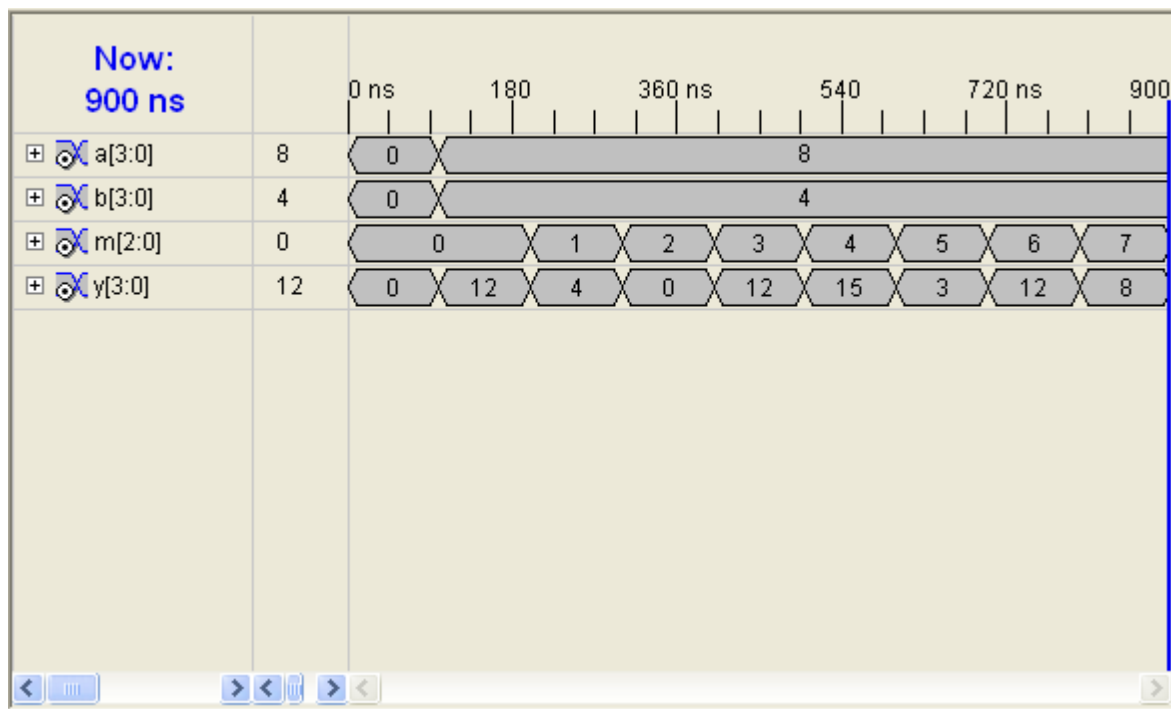 Now:
900 ns
0 ns 180 360 ns 540 720 ns 900
a[3:0] 8 0 8
b[3:0] 4 0 4
m[2:0] 0 0 1 2 3 4 5 6 7
y[3:0] 12 0 12 4 0 12 15 3 12 8